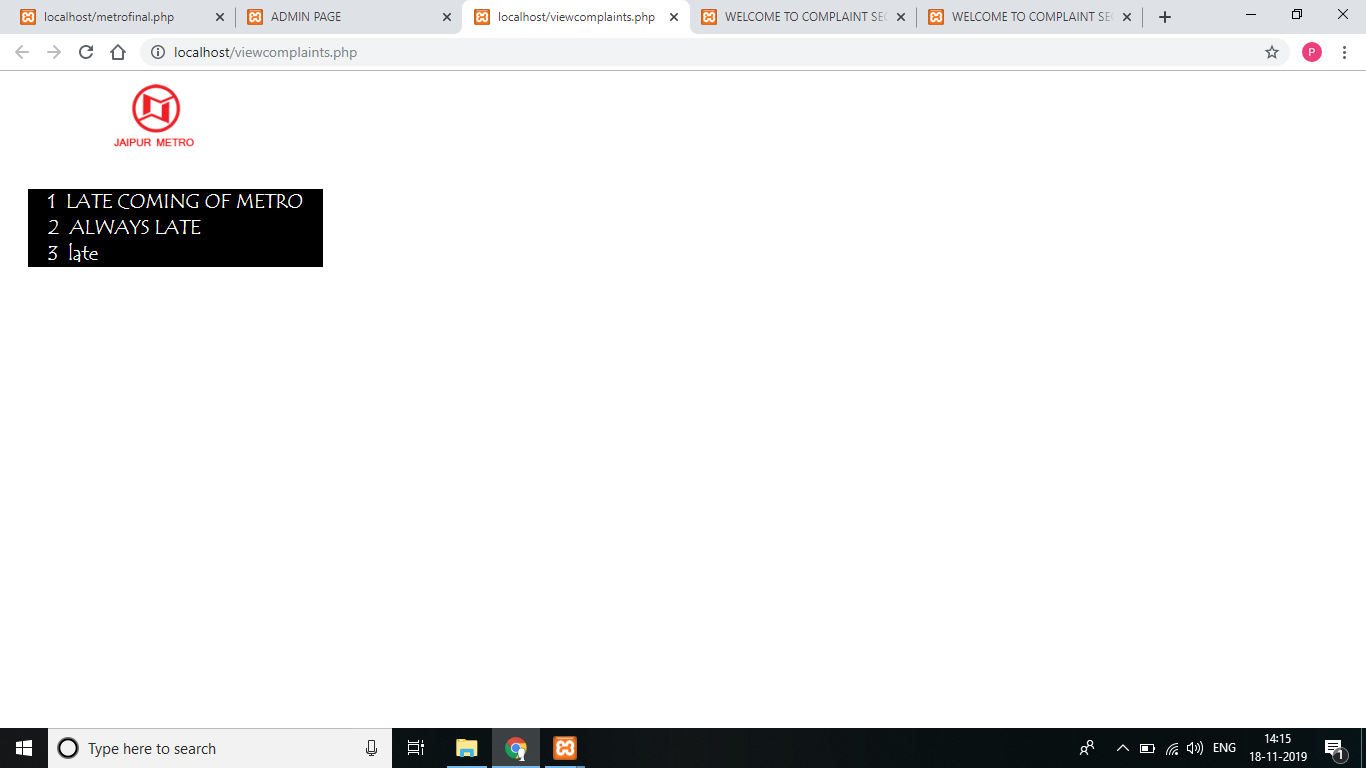 localhost/metrofinal.php
ADMIN PAGE
localhost/viewcomplaints.php
WELCOME TO COMPLAINT SEC
WELCOME TO COMPLAINT SEC
localhost/viewcomplaints.php
P
JAIPUR METRO
1 LATE COMING OF METRO
2 ALWAYS LATE
3 late
Type here to search
ENG
14:15
18-11-2019
1